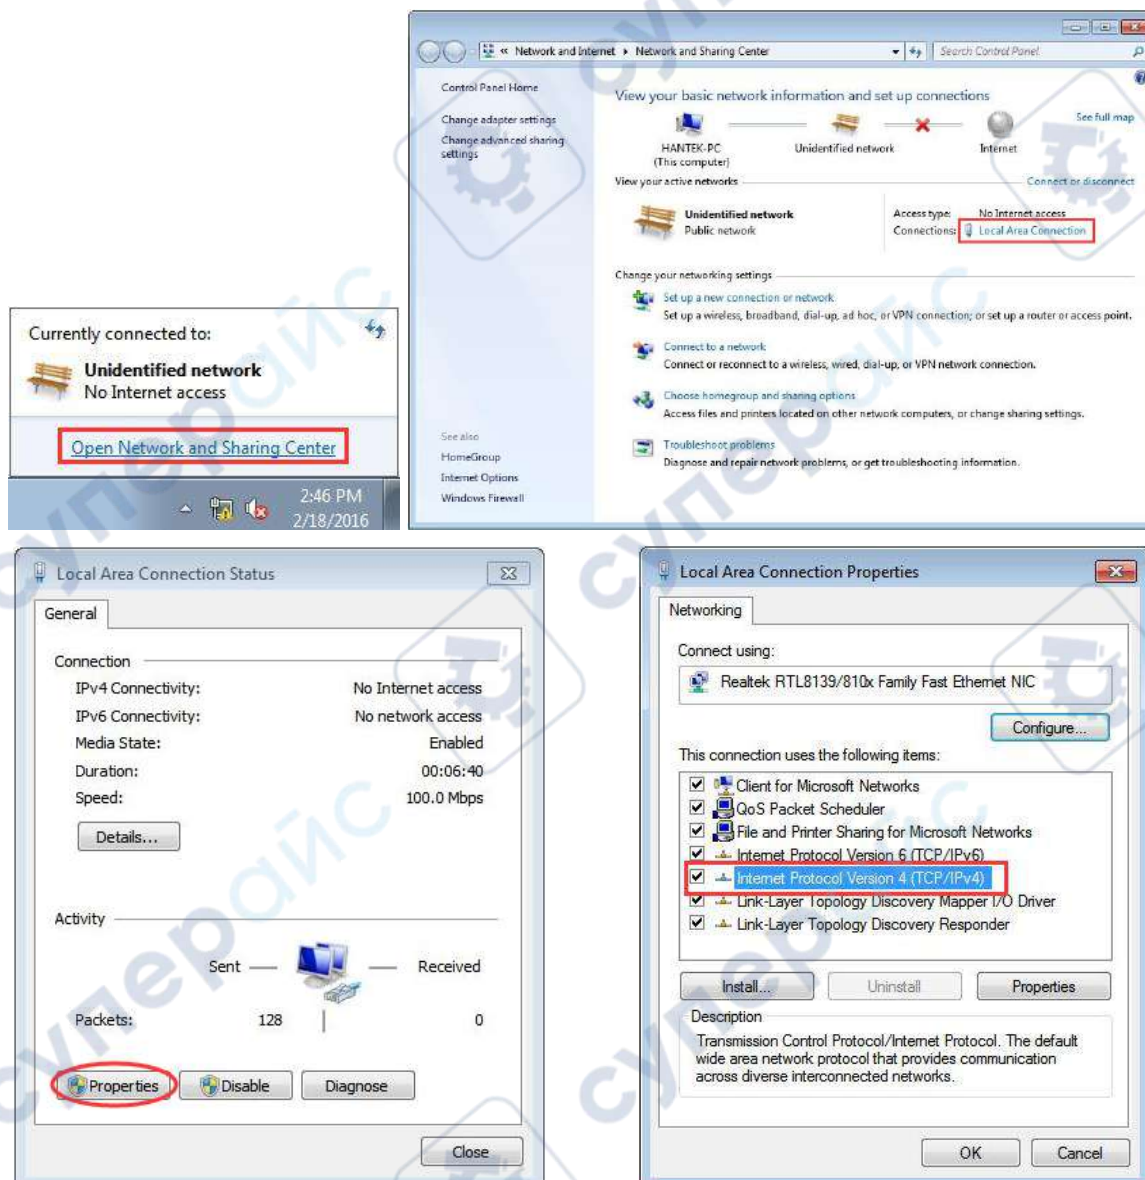 Currently connected to:
Unidentified network
No Internet access
Open Network and Sharing Center
2:46 PM
2/18/2016
« Network and Internet ▸ Network and Sharing Center
Search Control Panel
Control Panel Home
Change adapter settings
Change advanced sharing
settings
See also
HomeGroup
Internet Options
Windows Firewall
View your basic network information and set up connections
See full map
HANTEK-PC
(This computer)
Unidentified network
Internet
View your active networks
Connect or disconnect
Unidentified network
Public network
Access type: No Internet access
Connections: Local Area Connection
Change your networking settings
Set up a new connection or network
Set up a wireless, broadband, dial-up, ad hoc, or VPN connection; or set up a router or access point.
Connect to a network
Connect or reconnect to a wireless, wired, dial-up, or VPN network connection.
Choose homegroup and sharing options
Access files and printers located on other network computers, or change sharing settings.
Troubleshoot problems
Diagnose and repair network problems, or get troubleshooting information.
Local Area Connection Status
General
Connection
IPv4 Connectivity: No Internet access
IPv6 Connectivity: No network access
Media State: Enabled
Duration: 00:06:40
Speed: 100.0 Mbps
Details...
Activity
Sent — Received
Packets: 128 | 0
Properties Disable Diagnose
Close
Local Area Connection Properties
Networking
Connect using:
Realtek RTL8139/810x Family Fast Ethernet NIC
Configure...
This connection uses the following items:
Client for Microsoft Networks
QoS Packet Scheduler
File and Printer Sharing for Microsoft Networks
Internet Protocol Version 6 (TCP/IPv6)
Internet Protocol Version 4 (TCP/IPv4)
Link-Layer Topology Discovery Mapper I/O Driver
Link-Layer Topology Discovery Responder
Install... Uninstall Properties
Description
Transmission Control Protocol/Internet Protocol. The default
wide area network protocol that provides communication
across diverse interconnected networks.
OK Cancel
суперайс
суперайс
суперайс